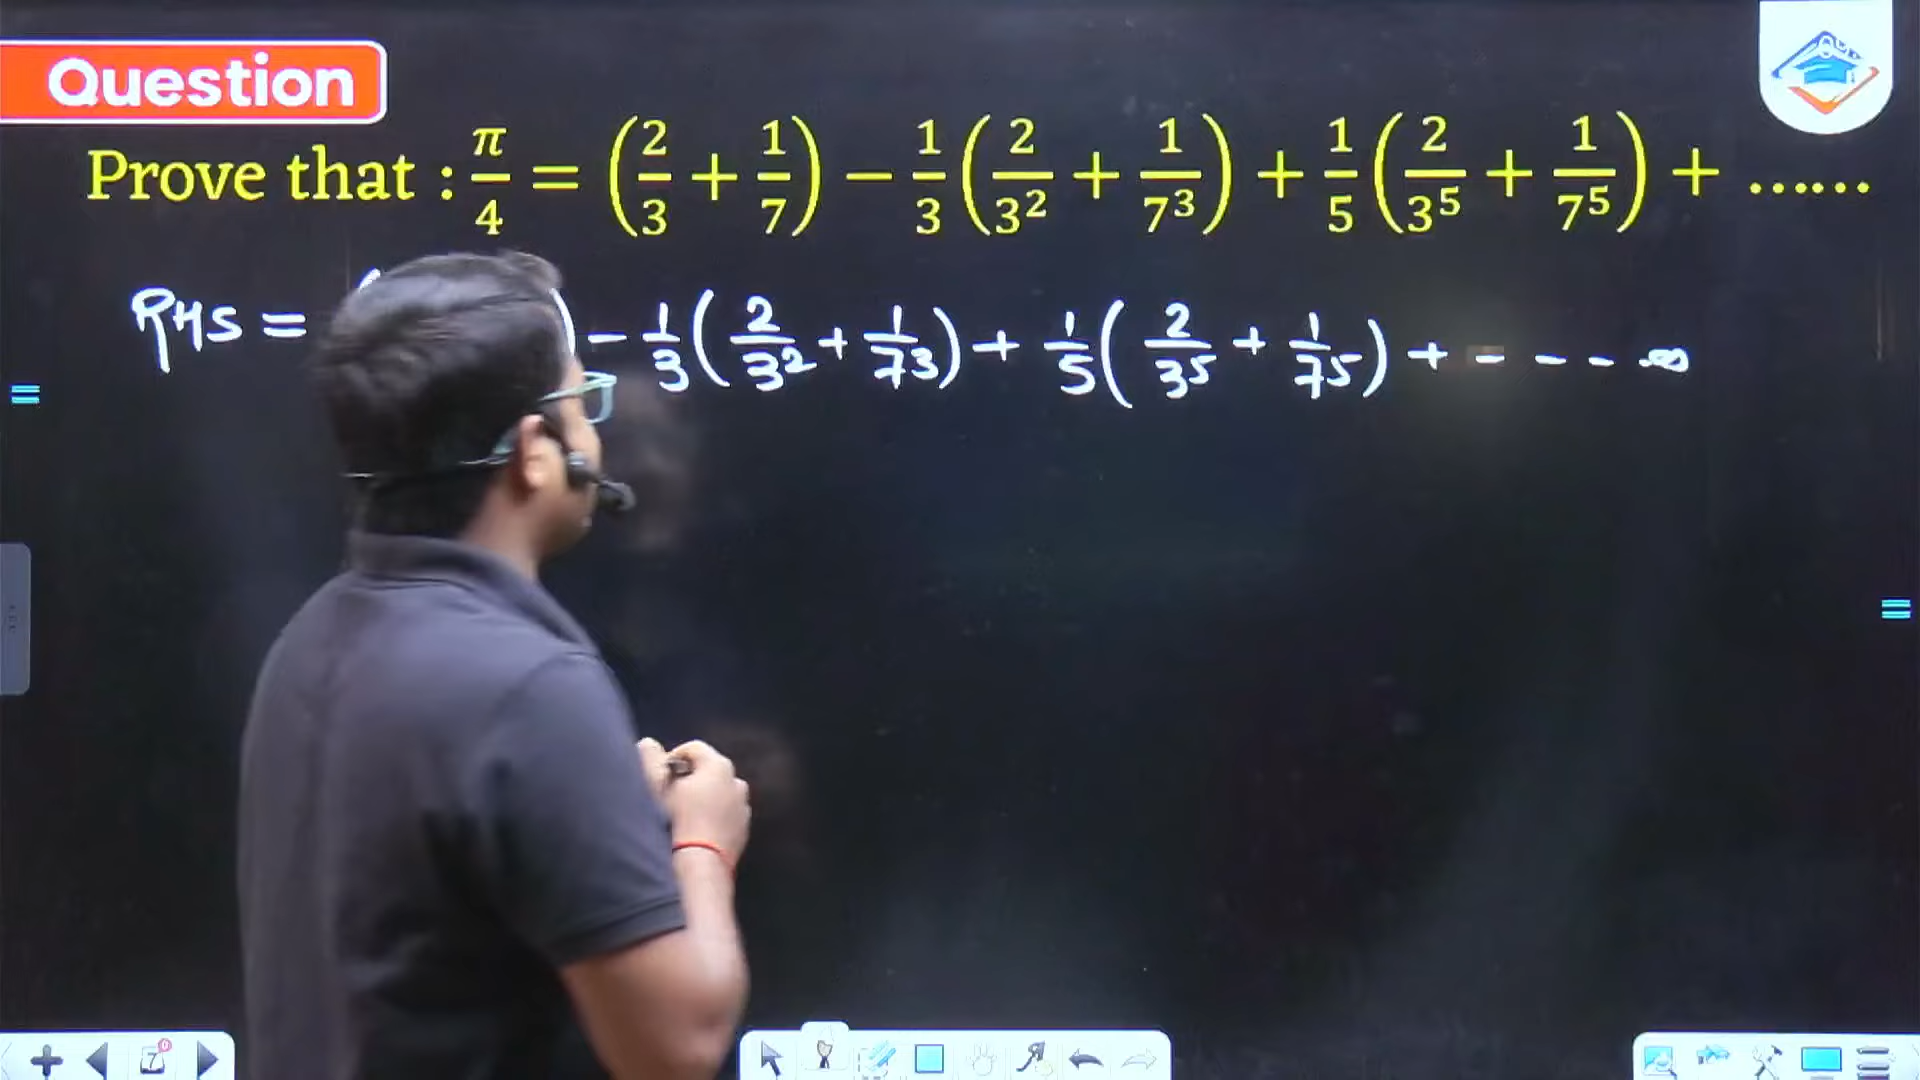 Question
Prove that : π/4 = (2/3 + 1/7) − 1/3 (2/3² + 1/7³) + 1/5 (2/3⁵ + 1/7⁵) + ......
RHS = ) − 1/3 (2/3² + 1/7³) + 1/5 (2/3⁵ + 1/7⁵) + - - - - ∞
7